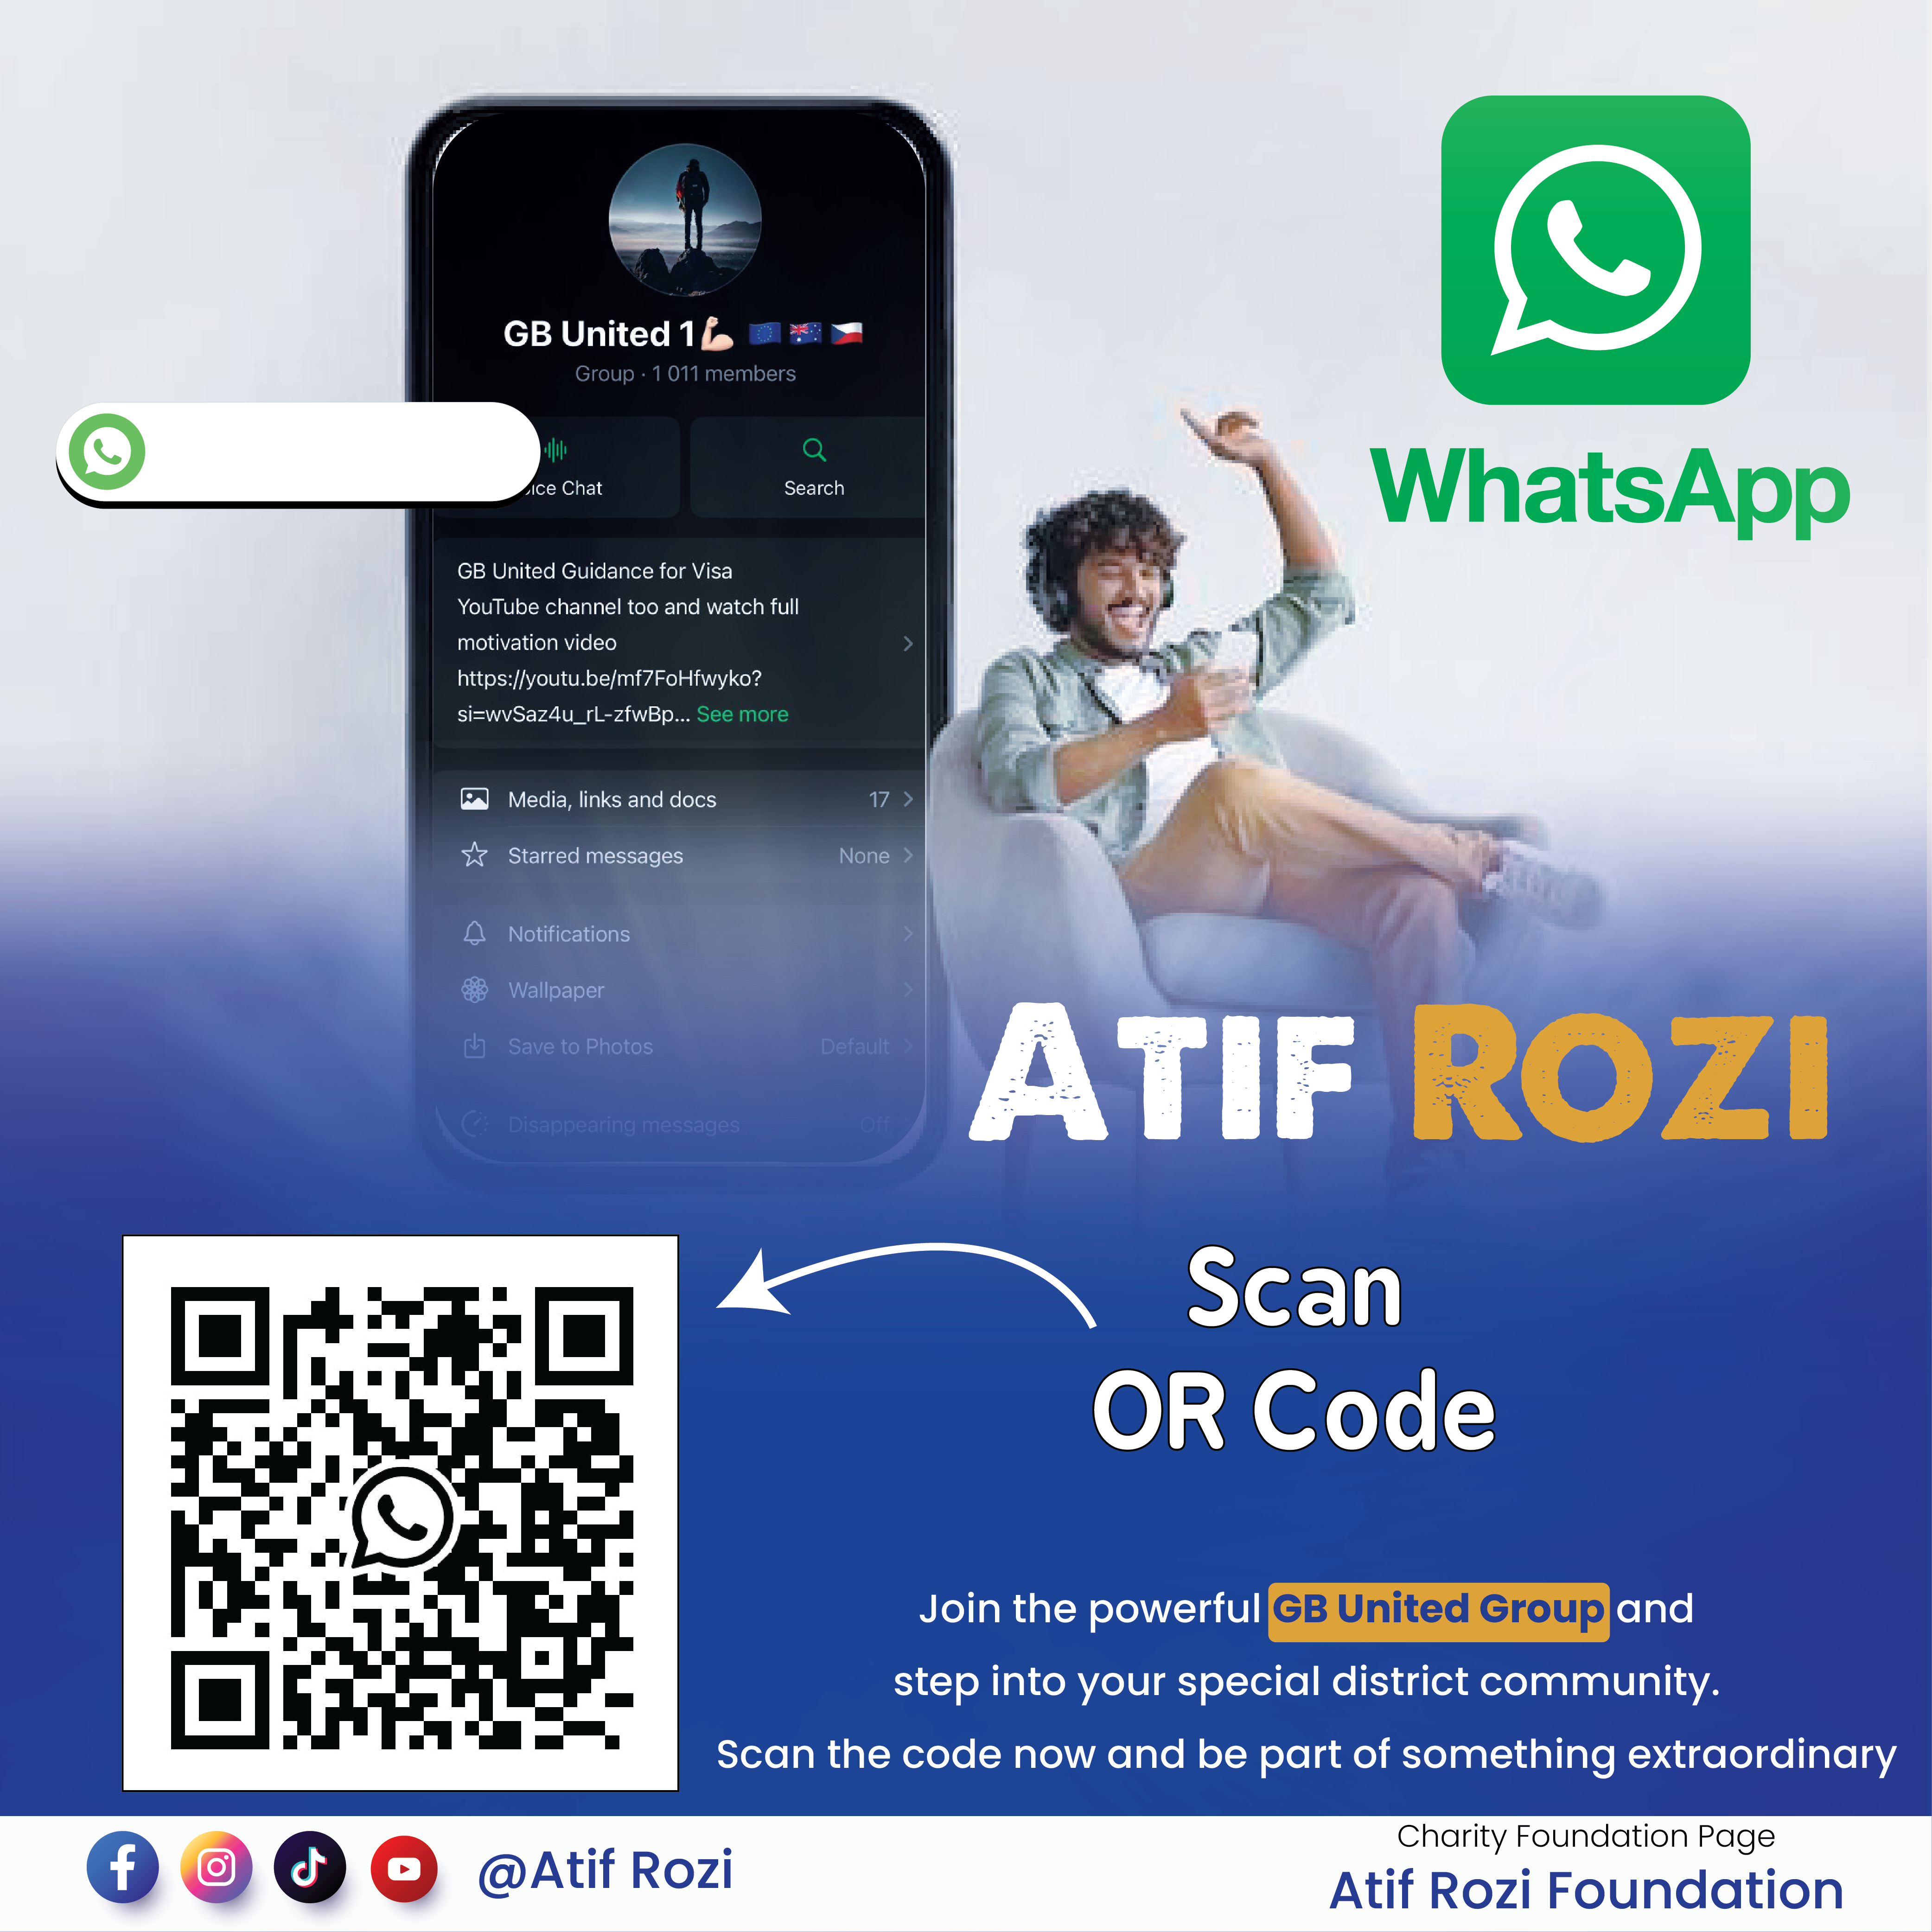 GB United 1💪 🇪🇺 🇦🇺 🇨🇿
Group · 1 011 members
ice Chat
Search
GB United Guidance for Visa
YouTube channel too and watch full
motivation video
https://youtu.be/mf7FoHfwyko?
si=wvSaz4u_rL-zfwBp... See more
Media, links and docs 17
Starred messages None
Notifications
Wallpaper
Save to Photos Default
Disappearing messages Off
WhatsApp
ATIF ROZI
Scan
OR Code
Join the powerful GB United Group and
step into your special district community.
Scan the code now and be part of something extraordinary
@Atif Rozi
Charity Foundation Page
Atif Rozi Foundation